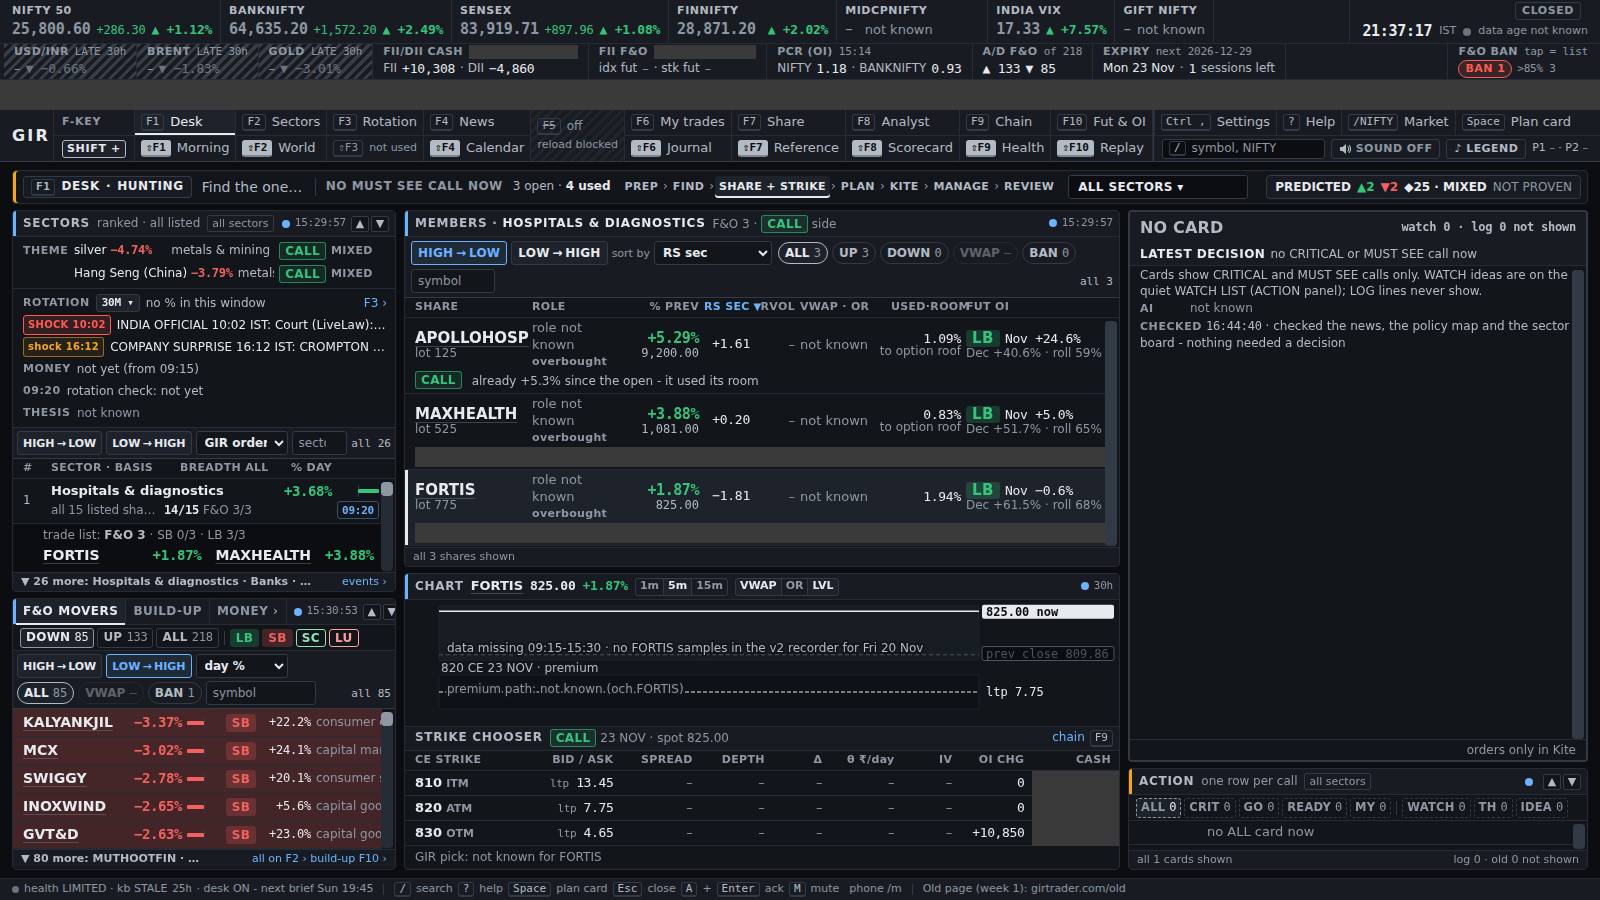 NIFTY 50 BANKNIFTY SENSEX FINNIFTY MIDCPNIFTY INDIA VIX GIFT NIFTY CLOSED
25,800.60 +286.30 ▲ +1.12% 64,635.20 +1,572.20 ▲ +2.49% 83,919.71 +897.96 ▲ +1.08% 28,871.20 ▲ +2.02% – not known 17.33 ▲ +7.57% – not known 21:37:17 IST data age not known
USD/INR LATE 30h BRENT LATE 30h GOLD LATE 30h FII/DII CASH FII F&O PCR (OI) 15:14 A/D F&O of 218 EXPIRY next 2026-12-29 F&O BAN tap = list
– ▼ −0.66% – ▼ −1.83% – ▼ −3.01% FII +10,308 · DII −4,860 idx fut – · stk fut – NIFTY 1.18 · BANKNIFTY 0.93 ▲ 133 ▼ 85 Mon 23 Nov · 1 sessions left BAN 1 >85% 3
GIR F-KEY F1 Desk F2 Sectors F3 Rotation F4 News F5 off F6 My trades F7 Share F8 Analyst F9 Chain F10 Fut & OI Ctrl , Settings ? Help /NIFTY Market Space Plan card
SHIFT + ⇧F1 Morning ⇧F2 World ⇧F3 not used ⇧F4 Calendar reload blocked ⇧F6 Journal ⇧F7 Reference ⇧F8 Scorecard ⇧F9 Health ⇧F10 Replay / symbol, NIFTY SOUND OFF ♪ LEGEND P1 – · P2 –
F1 DESK · HUNTING Find the one… NO MUST SEE CALL NOW 3 open · 4 used PREP › FIND › SHARE + STRIKE › PLAN › KITE › MANAGE › REVIEW ALL SECTORS ▾ PREDICTED ▲2 ▼2 ◆25 · MIXED NOT PROVEN
SECTORS ranked · all listed all sectors 15:29:57 ▲ ▼
THEME silver −4.74% metals & mining CALL MIXED
Hang Seng (China) −3.79% metals CALL MIXED
ROTATION 30M ▾ no % in this window F3 ›
SHOCK 10:02 INDIA OFFICIAL 10:02 IST: Court (LiveLaw):…
shock 16:12 COMPANY SURPRISE 16:12 IST: CROMPTON …
MONEY not yet (from 09:15)
09:20 rotation check: not yet
THESIS not known
HIGH→LOW LOW→HIGH GIR order all 26
# SECTOR · BASIS BREADTH ALL % DAY
1 Hospitals & diagnostics +3.68%
all 15 listed sha… 14/15 F&O 3/3 09:20
trade list: F&O 3 · SB 0/3 · LB 3/3
FORTIS +1.87% MAXHEALTH +3.88%
▼ 26 more: Hospitals & diagnostics · Banks · … events ›
F&O MOVERS BUILD-UP MONEY › 15:30:53 ▲ ▼
DOWN 85 UP 133 ALL 218 LB SB SC LU
HIGH→LOW LOW→HIGH day %
ALL 85 VWAP – BAN 1 symbol all 85
KALYANKJIL −3.37% SB +22.2% consumer
MCX −3.02% SB +24.1% capital mar
SWIGGY −2.78% SB +20.1% consumer s
INOXWIND −2.65% SB +5.6% capital goo
GVT&D −2.63% SB +23.0% capital goo
▼ 80 more: MUTHOOTFIN · … all on F2 › build-up F10 ›
MEMBERS · HOSPITALS & DIAGNOSTICS F&O 3 · CALL side 15:29:57
HIGH→LOW LOW→HIGH sort by RS sec ALL 3 UP 3 DOWN 0 VWAP – BAN 0
symbol all 3
SHARE ROLE % PREV RS SEC ▼ RVOL VWAP · OR USED·ROOM FUT OI
APOLLOHOSP role not known +5.29% +1.61 – not known 1.09% LB Nov +24.6%
lot 125 overbought 9,200.00 to option roof Dec +40.6% · roll 59%
CALL already +5.3% since the open - it used its room
MAXHEALTH role not known +3.88% +0.20 – not known 0.83% LB Nov +5.0%
lot 525 overbought 1,081.00 to option roof Dec +51.7% · roll 65%
FORTIS role not known +1.87% −1.81 – not known 1.94% LB Nov −0.6%
lot 775 overbought 825.00 Dec +61.5% · roll 68%
all 3 shares shown
CHART FORTIS 825.00 +1.87% 1m 5m 15m VWAP OR LVL 30h
825.00 now
data missing 09:15-15:30 · no FORTIS samples in the v2 recorder for Fri 20 Nov
prev close 809.86
820 CE 23 NOV · premium
premium path: not known (och.FORTIS)
ltp 7.75
STRIKE CHOOSER CALL 23 NOV · spot 825.00 chain F9
CE STRIKE BID / ASK SPREAD DEPTH Δ θ ₹/day IV OI CHG CASH
810 ITM ltp 13.45 – – – – – 0
820 ATM ltp 7.75 – – – – – 0
830 OTM ltp 4.65 – – – – – +10,850
GIR pick: not known for FORTIS
NO CARD watch 0 · log 0 not shown
LATEST DECISION no CRITICAL or MUST SEE call now
Cards show CRITICAL and MUST SEE calls only. WATCH ideas are on the
quiet WATCH LIST (ACTION panel); LOG lines never show.
AI not known
CHECKED 16:44:40 · checked the news, the policy map and the sector
board - nothing needed a decision
orders only in Kite
ACTION one row per call all sectors ▲ ▼
ALL 0 CRIT 0 GO 0 READY 0 MY 0 WATCH 0 TH 0 IDEA 0
no ALL card now
all 1 cards shown log 0 · old 0 not shown
health LIMITED · kb STALE 25h · desk ON - next brief Sun 19:45 / search ? help Space plan card Esc close A + Enter ack M mute phone /m Old page (week 1): girtrader.com/old